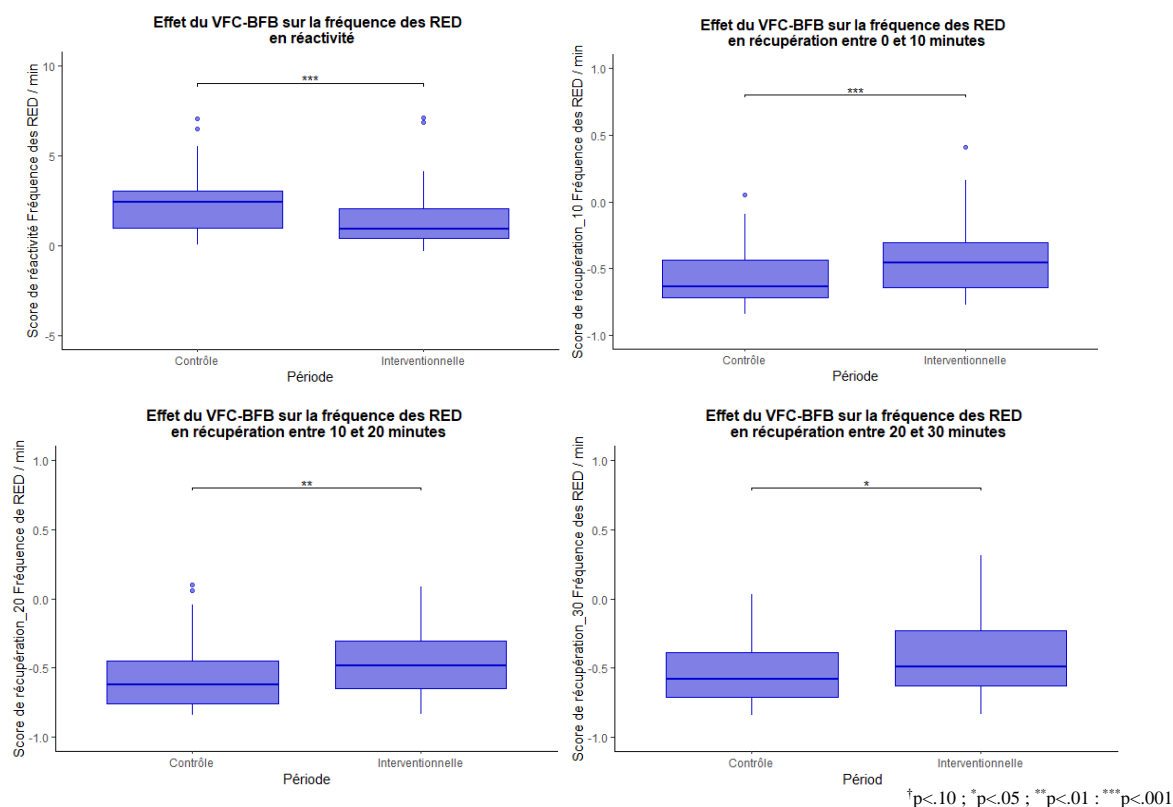 Effet du VFC-BFB sur la fréquence des RED
en réactivité
Score de réactivité Fréquence des RED / min
10
5
0
-5
***
Contrôle
Interventionnelle
Période
Effet du VFC-BFB sur la fréquence des RED
en récupération entre 0 et 10 minutes
Score de récupération_10 Fréquence des RED / min
1.0
0.5
0.0
-0.5
-1.0
***
Contrôle
Interventionnelle
Période
Effet du VFC-BFB sur la fréquence des RED
en récupération entre 10 et 20 minutes
Score de récupération_20 Fréquence de RED / min
1.0
0.5
0.0
-0.5
-1.0
**
Contrôle
Interventionnelle
Période
Effet du VFC-BFB sur la fréquence des RED
en récupération entre 20 et 30 minutes
Score de récupération_30 Fréquence des RED / min
1.0
0.5
0.0
-0.5
-1.0
*
Contrôle
Interventionnelle
Périod
†p<.10 ; *p<.05 ; **p<.01 : ***p<.001